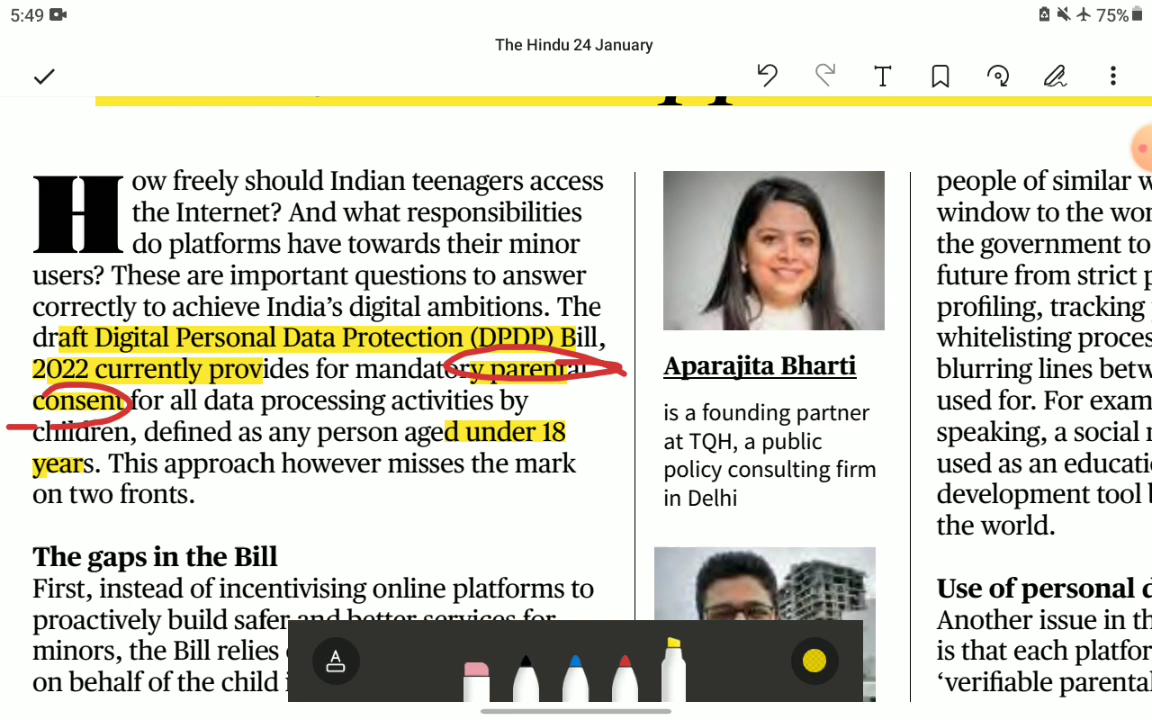 5:49
75%
The Hindu 24 January
How freely should Indian teenagers access
the Internet? And what responsibilities
do platforms have towards their minor
users? These are important questions to answer
correctly to achieve India's digital ambitions. The
draft Digital Personal Data Protection (DPDP) Bill,
2022 currently provides for mandatory parental
consent for all data processing activities by
children, defined as any person aged under 18
years. This approach however misses the mark
on two fronts.
The gaps in the Bill
First, instead of incentivising online platforms to
proactively build safer and better services for
minors, the Bill relies
on behalf of the child
Aparajita Bharti
is a founding partner
at TQH, a public
policy consulting firm
in Delhi
people of similar
window to the
the government to
future from strict
profiling, tracking
whitelisting
blurring lines
used for. For
speaking, a social
used as an
development tool
the world.
Use of personal
Another issue in
is that each
'verifiable
T
A